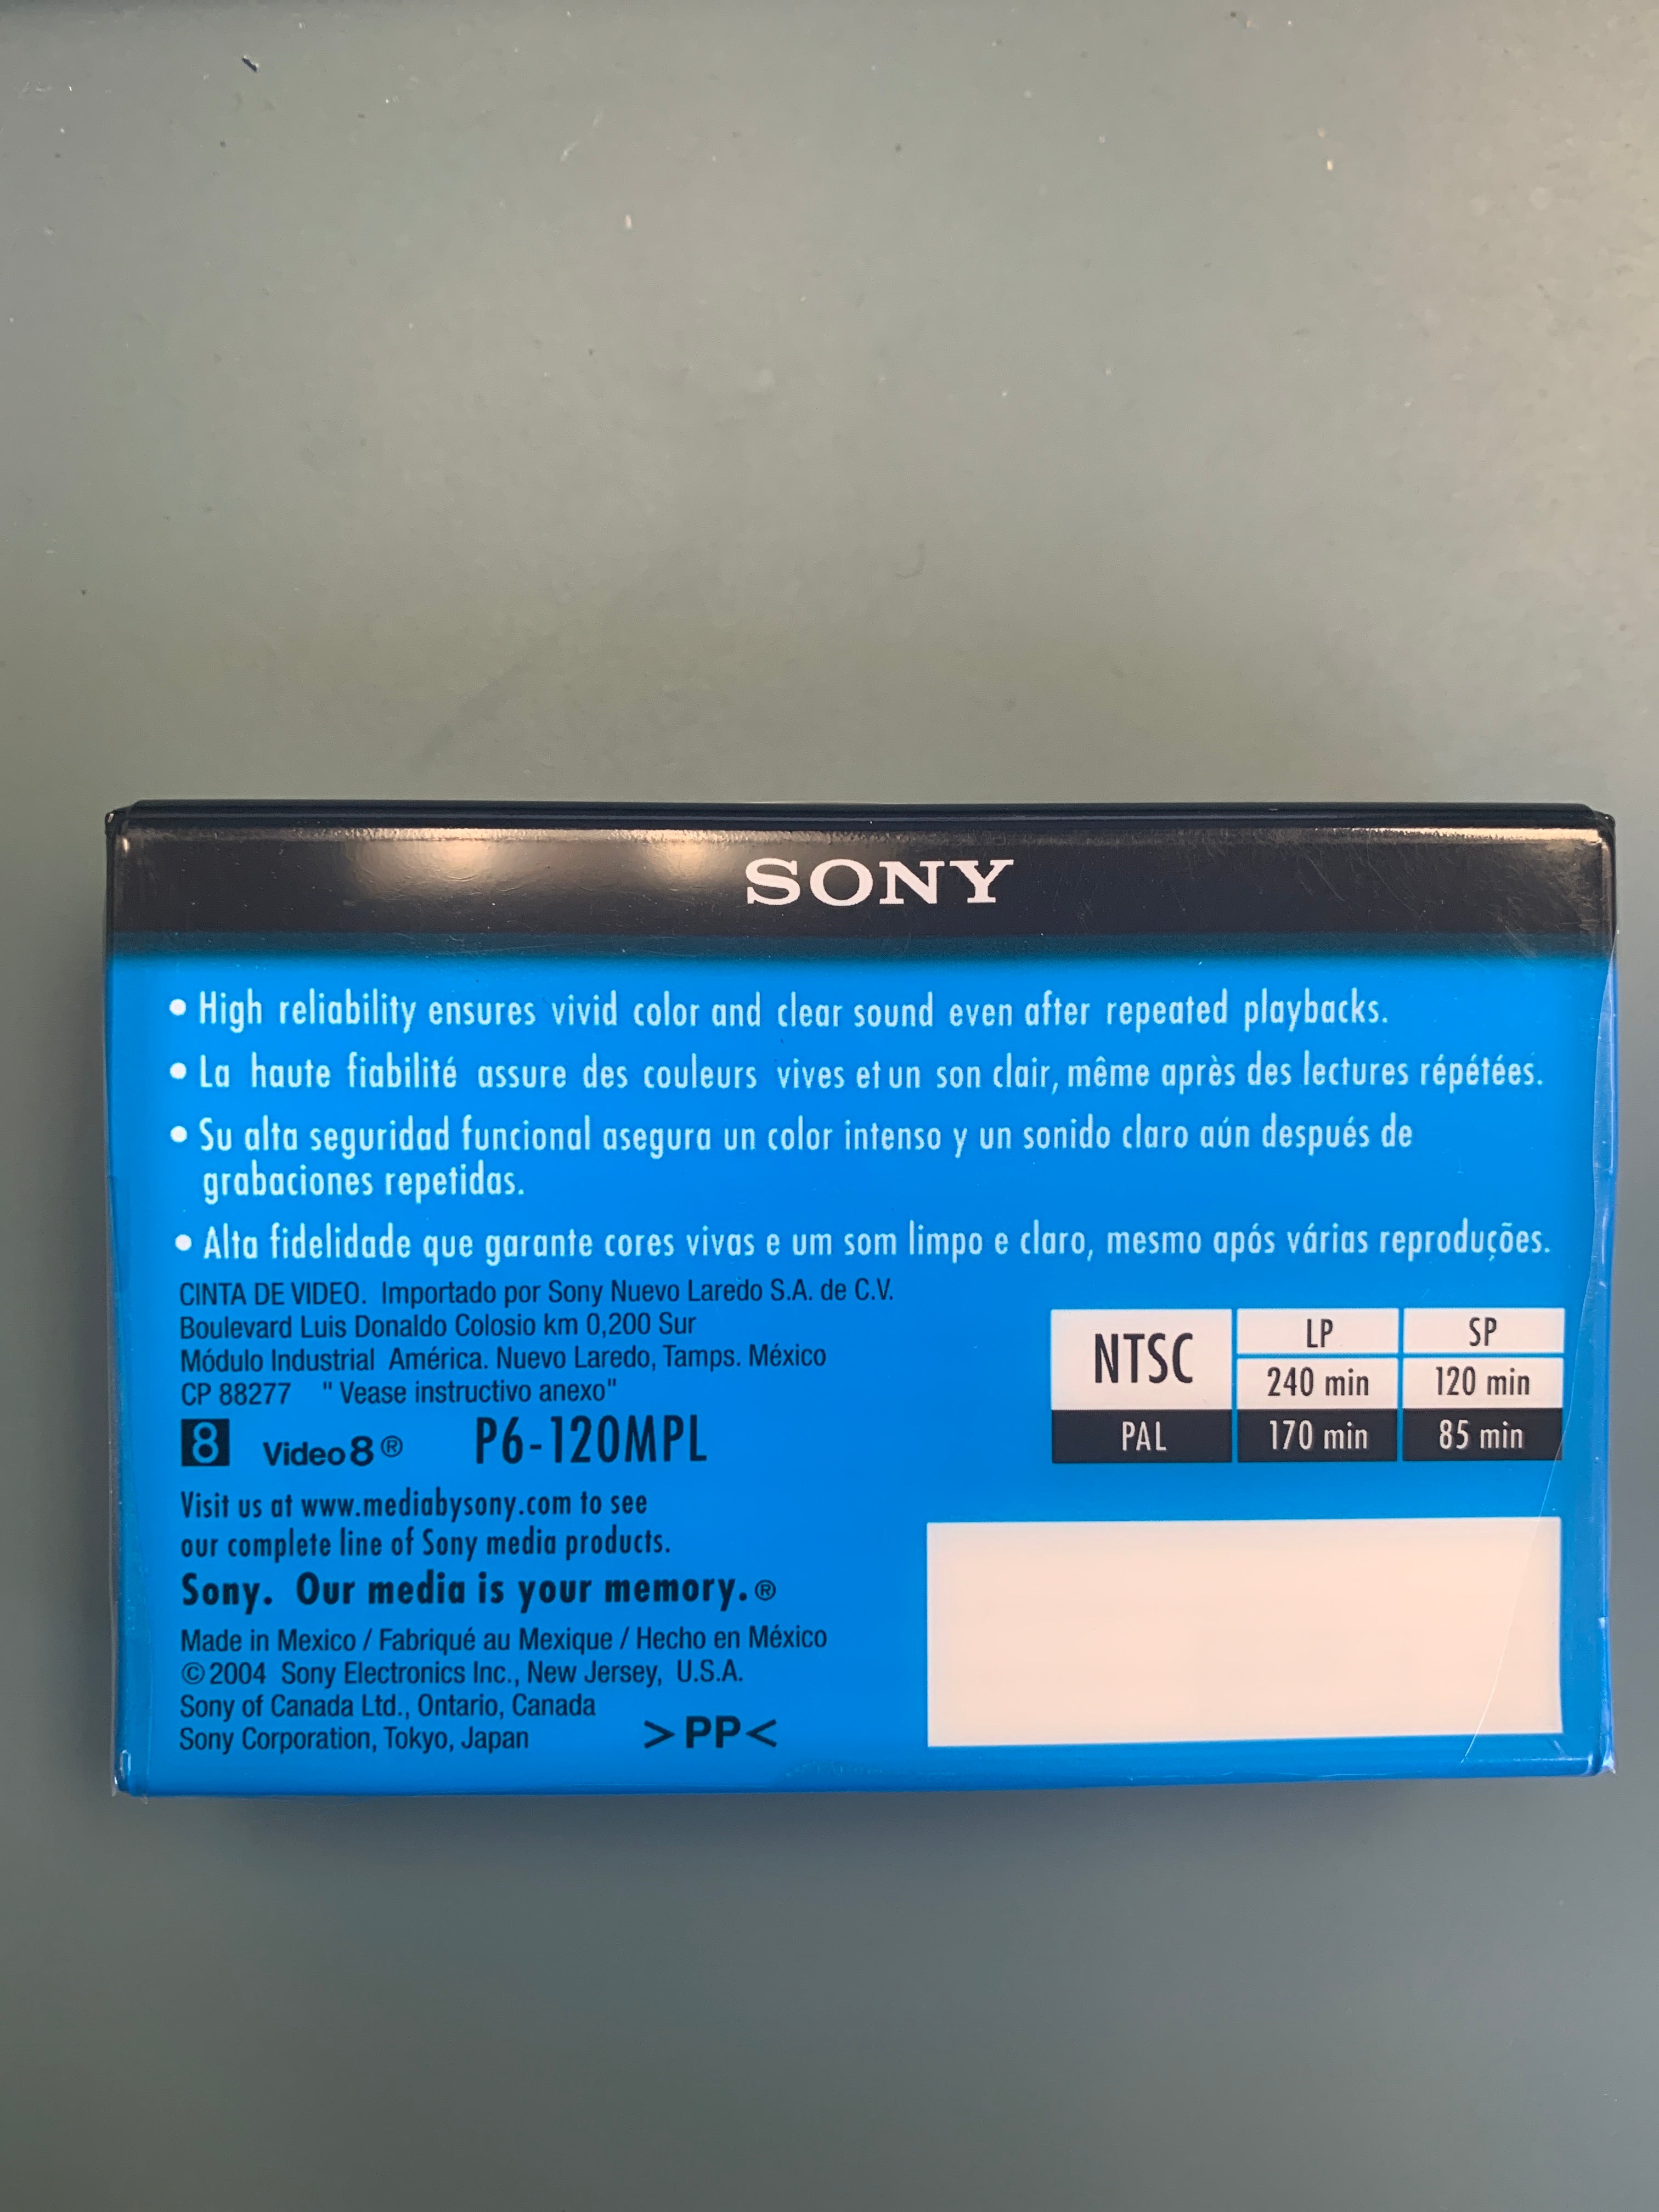 SONY
• High reliability ensures vivid color and clear sound even after repeated playbacks.
• La haute fiabilité assure des couleurs vives et un son clair, même après des lectures répétées.
• Su alta seguridad funcional asegura un color intenso y un sonido claro aún después de
grabaciones repetidas.
• Alta fidelidade que garante cores vivas e um som limpo e claro, mesmo após várias reproduções.
CINTA DE VIDEO. Importado por Sony Nuevo Laredo S.A. de C.V.
Boulevard Luis Donaldo Colosio km 0,200 Sur
Módulo Industrial América. Nuevo Laredo, Tamps. México
CP 88277 " Vease instructivo anexo"
8 Video8® P6-120MPL
NTSC LP SP
240 min 120 min
PAL 170 min 85 min
Visit us at www.mediabysony.com to see
our complete line of Sony media products.
Sony. Our media is your memory.®
Made in Mexico / Fabriqué au Mexique / Hecho en México
©2004 Sony Electronics Inc., New Jersey, U.S.A.
Sony of Canada Ltd., Ontario, Canada
Sony Corporation, Tokyo, Japan >PP<